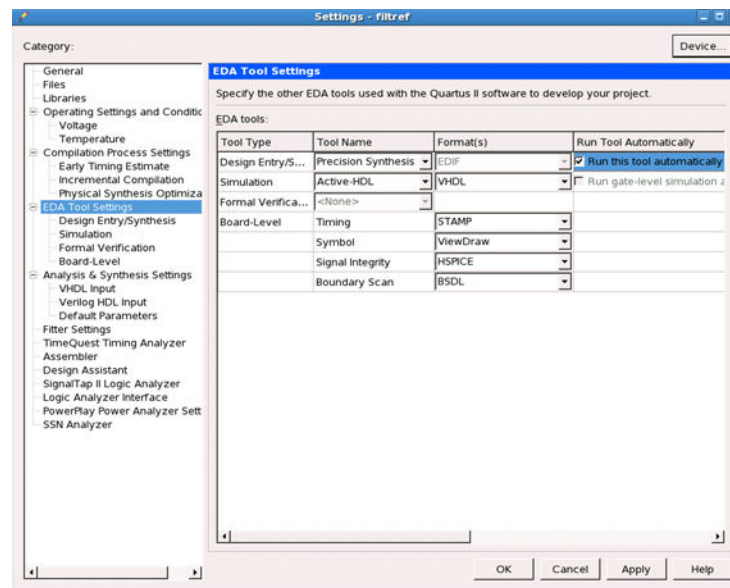 Settings - filtref
Category:
Device...
General
Files
Libraries
Operating Settings and Conditic
Voltage
Temperature
Compilation Process Settings
Early Timing Estimate
Incremental Compilation
Physical Synthesis Optimiza
EDA Tool Settings
Design Entry/Synthesis
Simulation
Formal Verification
Board-Level
Analysis & Synthesis Settings
VHDL Input
Verilog HDL Input
Default Parameters
Fitter Settings
TimeQuest Timing Analyzer
Assembler
Design Assistant
SignalTap II Logic Analyzer
Logic Analyzer Interface
PowerPlay Power Analyzer Sett
SSN Analyzer
EDA Tool Settings
Specify the other EDA tools used with the Quartus II software to develop your project.
EDA tools:
Tool Type Tool Name Format(s) Run Tool Automatically
Design Entry/S... Precision Synthesis EDIF Run this tool automatically
Simulation Active-HDL VHDL Run gate-level simulation a
Formal Verifica... <None>
Board-Level Timing STAMP
Symbol ViewDraw
Signal Integrity HSPICE
Boundary Scan BSDL
OK Cancel Apply Help